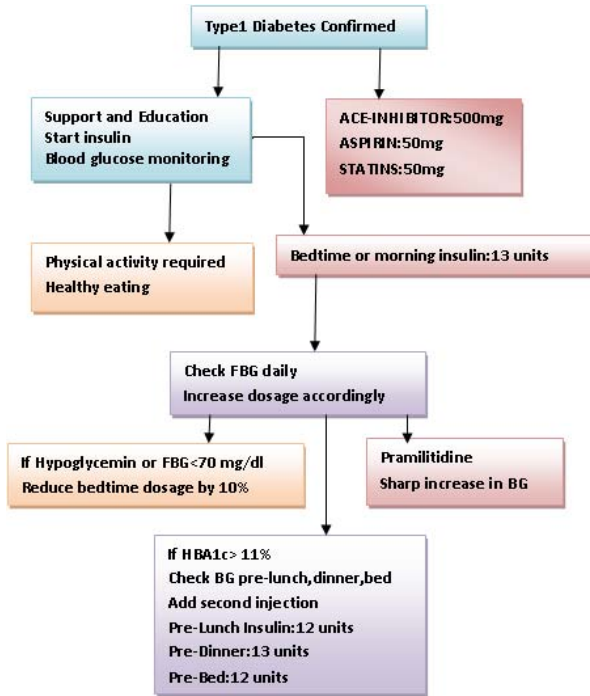 Type1 Diabetes Confirmed
Support and Education
Start insulin
Blood glucose monitoring
ACE-INHIBITOR:500mg
ASPIRIN:50mg
STATINS:50mg
Physical activity required
Healthy eating
Bedtime or morning insulin:13 units
Check FBG daily
Increase dosage accordingly
If Hypoglycemin or FBG<70 mg/dl
Reduce bedtime dosage by 10%
Pramilitidine
Sharp increase in BG
If HBA1c> 11%
Check BG pre-lunch,dinner,bed
Add second injection
Pre-Lunch Insulin:12 units
Pre-Dinner:13 units
Pre-Bed:12 units